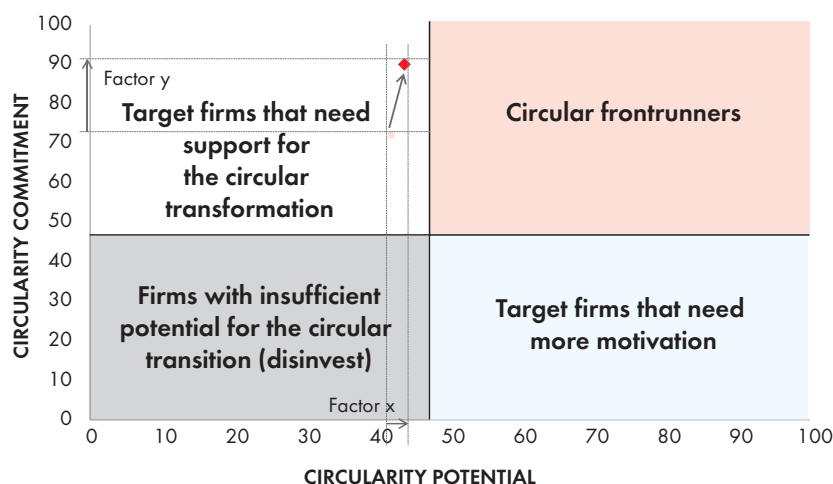 100
90
80
70
60
50
40
30
20
10
0
CIRCULARITY COMMITMENT
Factor y
Target firms that need
support for
the circular
transformation
Circular frontrunners
Firms with insufficient
potential for the circular
transition (disinvest)
Target firms that need
more motivation
Factor x
0 10 20 30 40 50 60 70 80 90 100
CIRCULARITY POTENTIAL